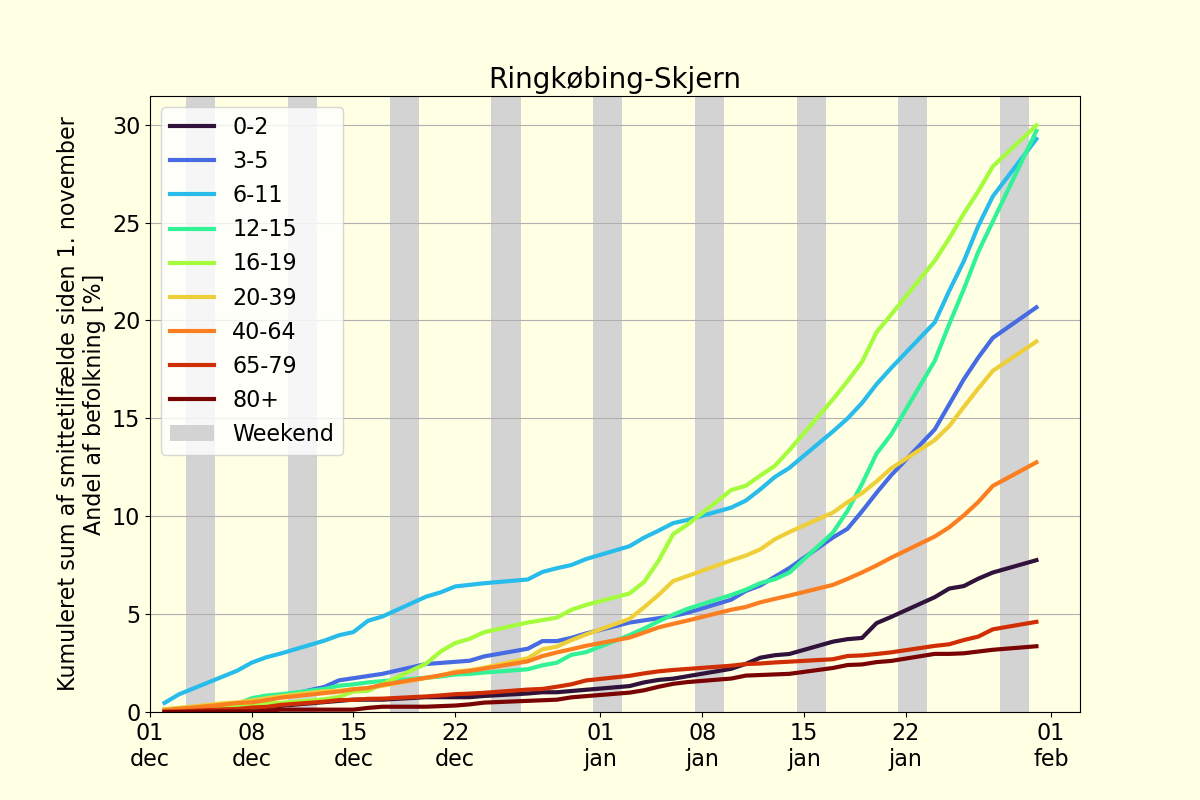 Ringkøbing-Skjern
Kumuleret sum af smittetilfælde siden 1. november
Andel af befolkning [%]
30
25
20
15
10
5
0
0-2
3-5
6-11
12-15
16-19
20-39
40-64
65-79
80+
Weekend
01 08 15 22 01 08 15 22 01
dec dec dec dec jan jan jan jan feb